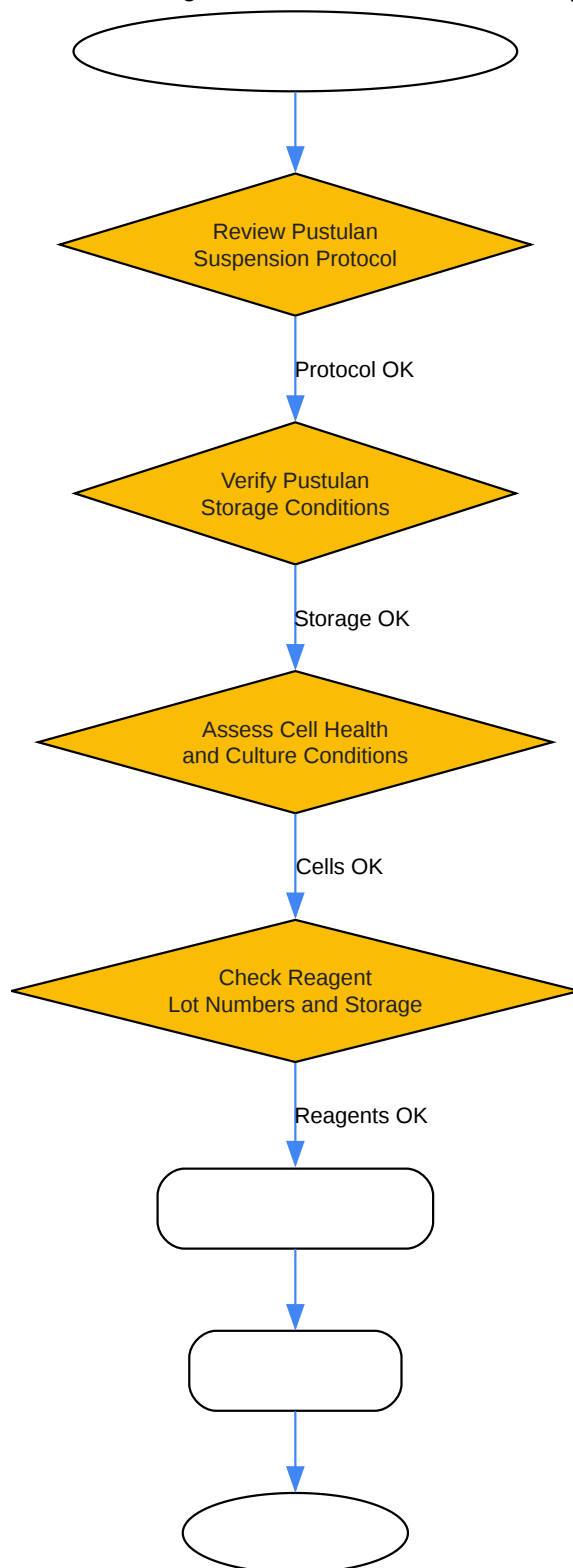 Review Pustulan
Suspension Protocol
Protocol OK
Verify Pustulan
Storage Conditions
Storage OK
Assess Cell Health
and Culture Conditions
Cells OK
Check Reagent
Lot Numbers and Storage
Reagents OK